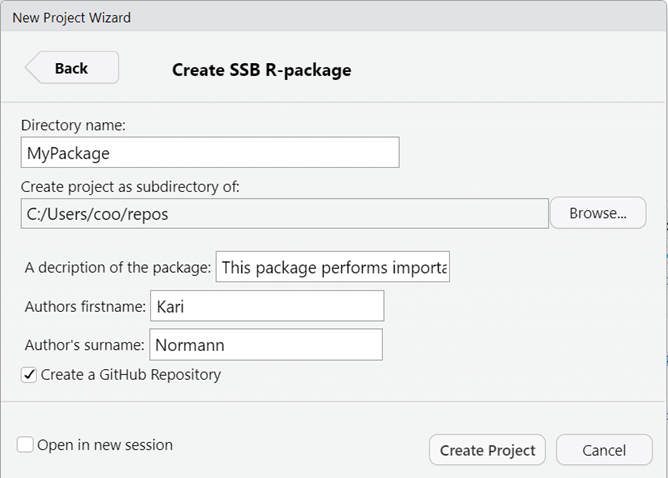 New Project Wizard
Back
Create SSB R-package
Directory name:
MyPackage
Create project as subdirectory of:
C:/Users/coo/repos
Browse...
A decription of the package: This package performs importa
Authors firstname: Kari
Author's surname: Normann
Create a GitHub Repository
Open in new session
Create Project
Cancel